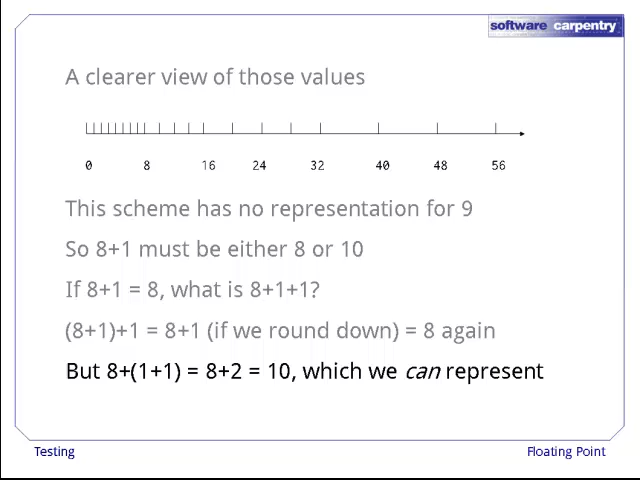 software carpentry
A clearer view of those values
0 8 16 24 32 40 48 56
This scheme has no representation for 9
So 8+1 must be either 8 or 10
If 8+1 = 8, what is 8+1+1?
(8+1)+1 = 8+1 (if we round down) = 8 again
But 8+(1+1) = 8+2 = 10, which we can represent
Testing Floating Point